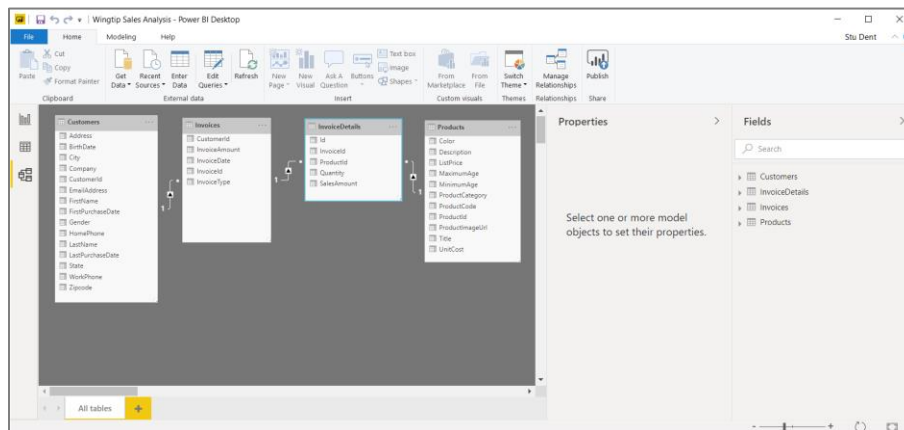 Wingtip Sales Analysis - Power BI Desktop
File Home Modeling Help Stu Dent
Paste
Cut
Copy
Format Painter
Get Data
Recent Sources
Enter Data
Edit Queries
Refresh
New Page
New Visual
Ask A Question
Buttons
Text box
Image
Shapes
From Marketplace
From File
Switch Theme
Manage Relationships
Publish
Clipboard External data Insert Custom visuals Themes Relationships Share
Customers
Address
BirthDate
City
Company
CustomerId
EmailAddress
FirstName
FirstPurchaseDate
Gender
HomePhone
LastName
LastPurchaseDate
State
WorkPhone
Zipcode
1 *
Invoices
CustomerId
InvoiceAmount
InvoiceDate
InvoiceId
InvoiceType
1 *
InvoiceDetails
Id
InvoiceId
ProductId
Quantity
SalesAmount
* 1
Products
Color
Description
ListPrice
MaximumAge
MinimumAge
ProductCategory
ProductCode
ProductId
ProductImageUrl
Title
UnitCost
Properties
Select one or more model
objects to set their properties.
Fields
Search
Customers
InvoiceDetails
Invoices
Products
All tables